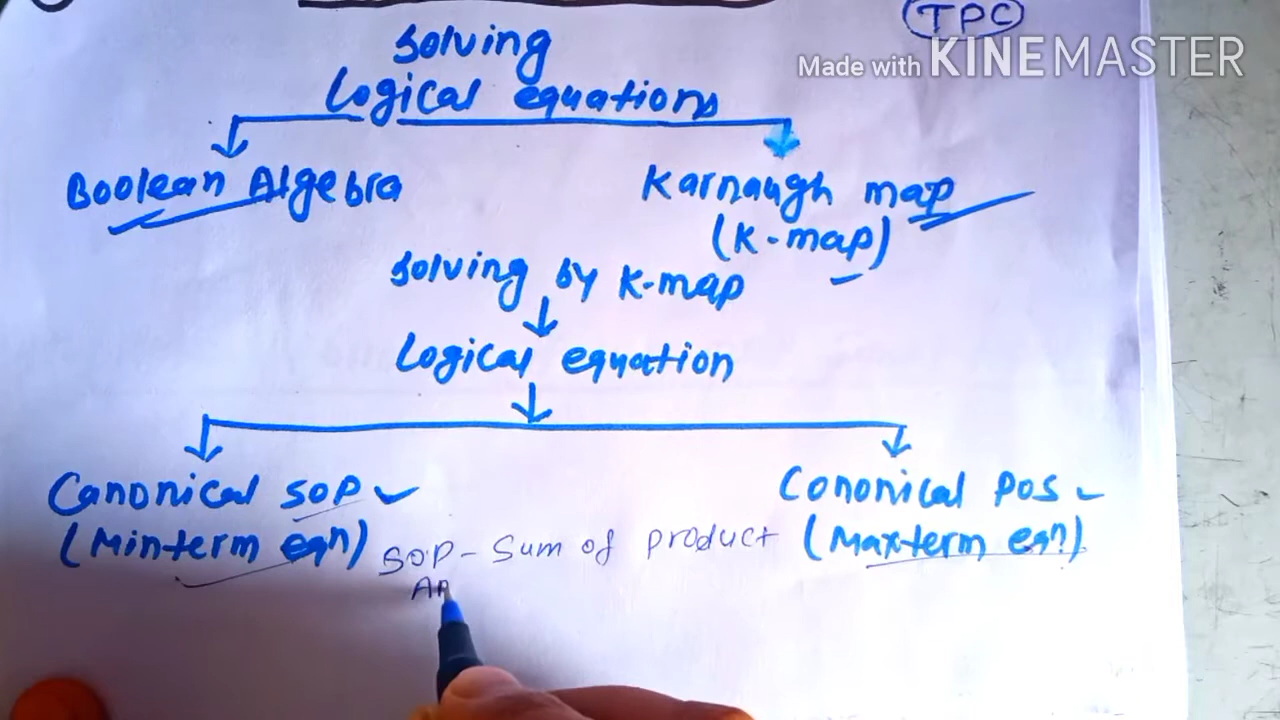 TPC
Made with KINEMASTER
Solving
Logical equations
Boolean Algebra
Karnaugh map
(K-map)
Solving by K-map
Logical equation
Canonical SOP
Cononical POS
(Minterm eqn)
(Maxterm eqn)
SOP - Sum of product